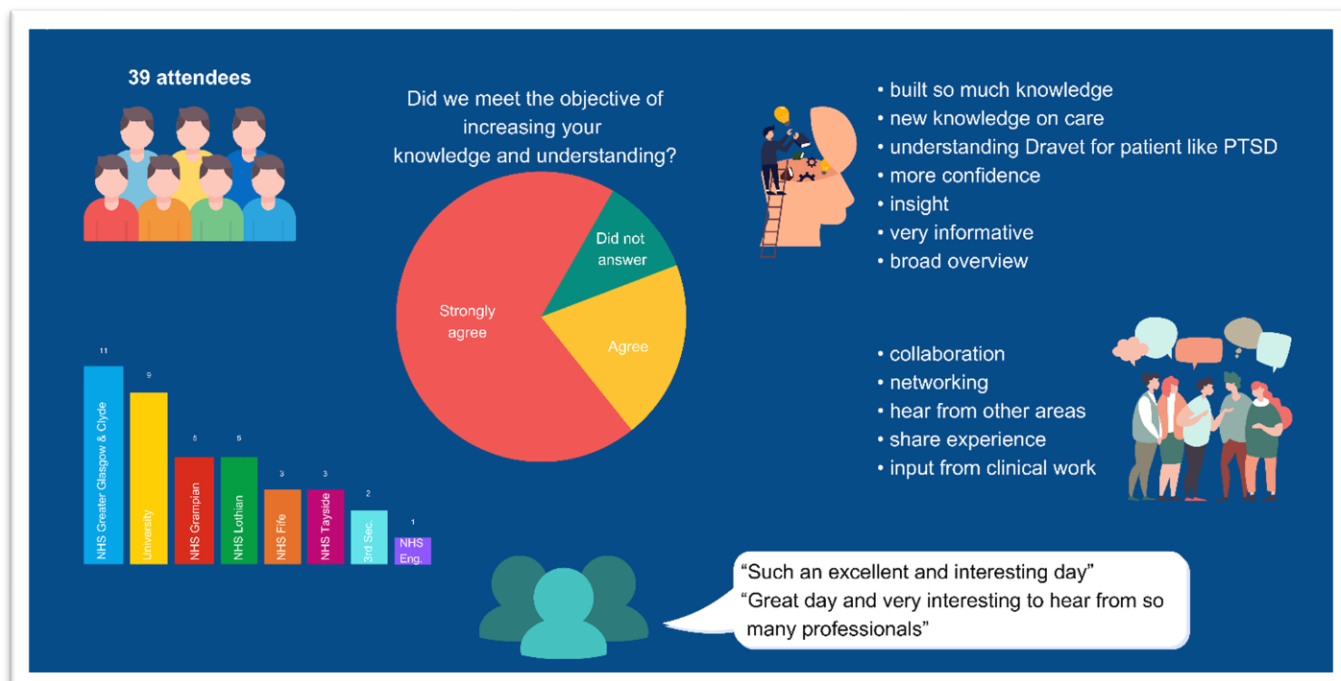 39 attendees
Did we meet the objective of
increasing your
knowledge and understanding?
Strongly
agree
Did not
answer
Agree
• built so much knowledge
• new knowledge on care
• understanding Dravet for patient like PTSD
• more confidence
• insight
• very informative
• broad overview
• collaboration
• networking
• hear from other areas
• share experience
• input from clinical work
11
9
5
5
3
3
2
1
NHS Greater Glasgow & Clyde
University
NHS Grampian
NHS Lothian
NHS Fife
NHS Tayside
3rd Sec.
NHS
Eng.
“Such an excellent and interesting day”
“Great day and very interesting to hear from so
many professionals”